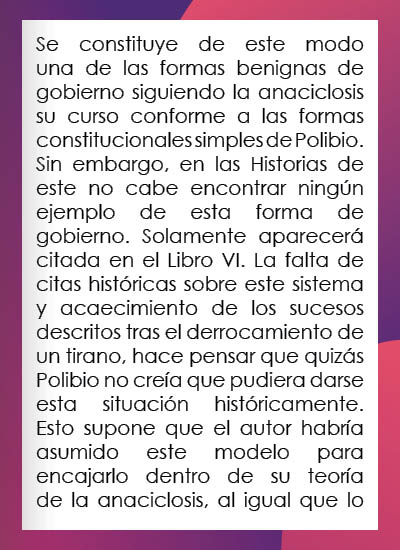 Se constituye de este modo
una de las formas benignas de
gobierno siguiendo la anaciclosis
su curso conforme a las formas
constitucionales simples de Polibio.
Sin embargo, en las Historias de
este no cabe encontrar ningún
ejemplo de esta forma de
gobierno. Solamente aparecerá
citada en el Libro VI. La falta de
citas históricas sobre este sistema
y acaecimiento de los sucesos
descritos tras el derrocamiento de
un tirano, hace pensar que quizás
Polibio no creía que pudiera darse
esta situación históricamente.
Esto supone que el autor habría
asumido este modelo para
encajarlo dentro de su teoría
de la anaciclosis, al igual que lo